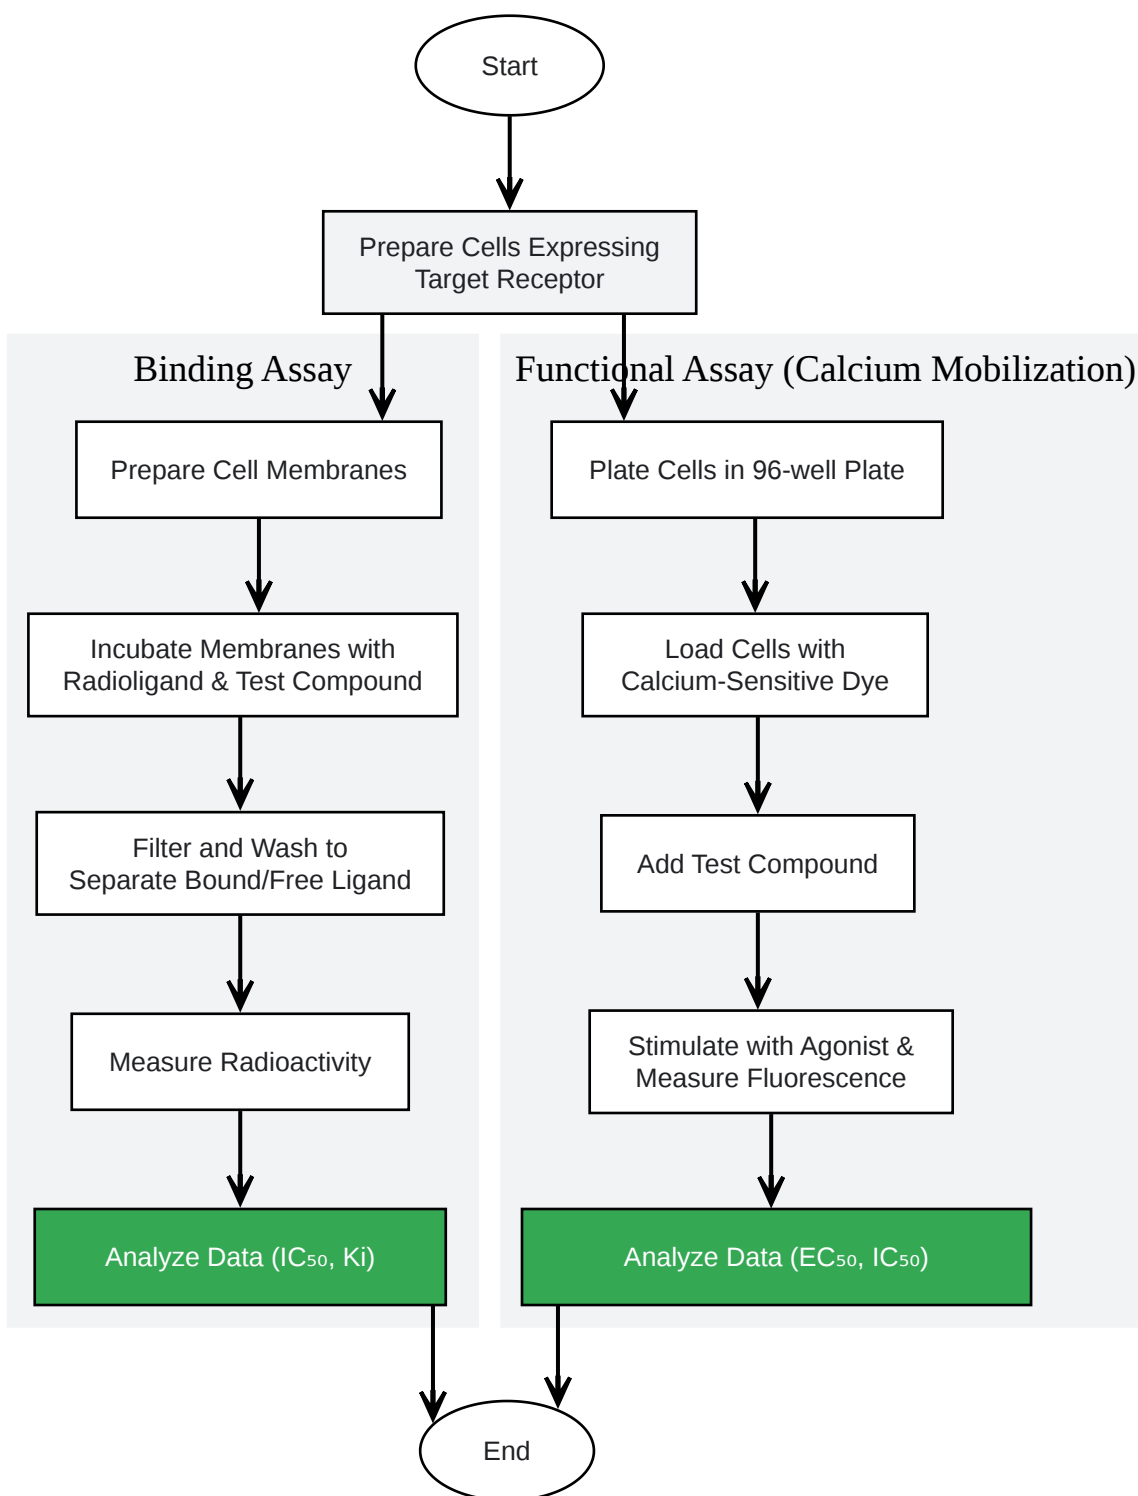 Start
Prepare Cells Expressing
Target Receptor
Binding Assay
Prepare Cell Membranes
Incubate Membranes with
Radioligand & Test Compound
Filter and Wash to
Separate Bound/Free Ligand
Measure Radioactivity
Analyze Data (IC₅₀, Ki)
Functional Assay (Calcium Mobilization)
Plate Cells in 96-well Plate
Load Cells with
Calcium-Sensitive Dye
Add Test Compound
Stimulate with Agonist &
Measure Fluorescence
Analyze Data (EC₅₀, IC₅₀)
End